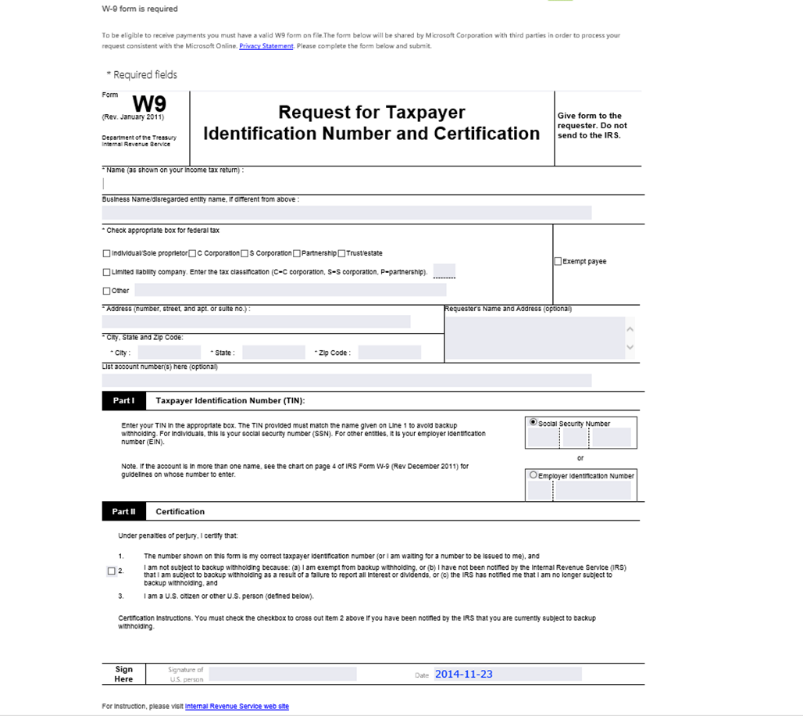 W-9 form is required
To be eligible to receive payments you must have a valid W9 form on file.The form below will be shared by Microsoft Corporation with third parties in order to process your
request consistent with the Microsoft Online. Privacy Statement. Please complete the form below and submit.
* Required fields
Form W9
(Rev. January 2011)
Department of the Treasury
Internal Revenue Service
Request for Taxpayer
Identification Number and Certification
Give form to the
requester. Do not
send to the IRS.
* Name (as shown on your income tax return) :
Business Name/disregarded entity name, if different from above :
* Check appropriate box for federal tax
Individual/Sole proprietor C Corporation S Corporation Partnership Trust/estate
Limited liability company. Enter the tax classification (C=C corporation, S=S corporation, P=partnership).
Exempt payee
Other
* Address (number, street, and apt. or suite no.) :
Requester's Name and Address (optional)
* City, State and Zip Code:
* City : * State : * Zip Code :
List account number(s) here (optional)
Part I Taxpayer Identification Number (TIN):
Enter your TIN in the appropriate box. The TIN provided must match the name given on Line 1 to avoid backup
withholding. For individuals, this is your social security number (SSN). For other entities, it is your employer identification
number (EIN).
Note. If the account is in more than one name, see the chart on page 4 of IRS Form W-9 (Rev December 2011) for
guidelines on whose number to enter.
Social Security Number
or
Employer Identification Number
Part II Certification
Under penalties of perjury, I certify that:
1. The number shown on this form is my correct taxpayer identification number (or I am waiting for a number to be issued to me), and
2. I am not subject to backup withholding because: (a) I am exempt from backup withholding, or (b) I have not been notified by the Internal Revenue Service (IRS)
that I am subject to backup withholding as a result of a failure to report all interest or dividends, or (c) the IRS has notified me that I am no longer subject to
backup withholding, and
3. I am a U.S. citizen or other U.S. person (defined below).
Certification Instructions. You must check the checkbox to cross out item 2 above if you have been notified by the IRS that you are currently subject to backup
withholding.
Sign
Here
Signature of
U.S. person
Date 2014-11-23
For Instruction, please visit Internal Revenue Service web site